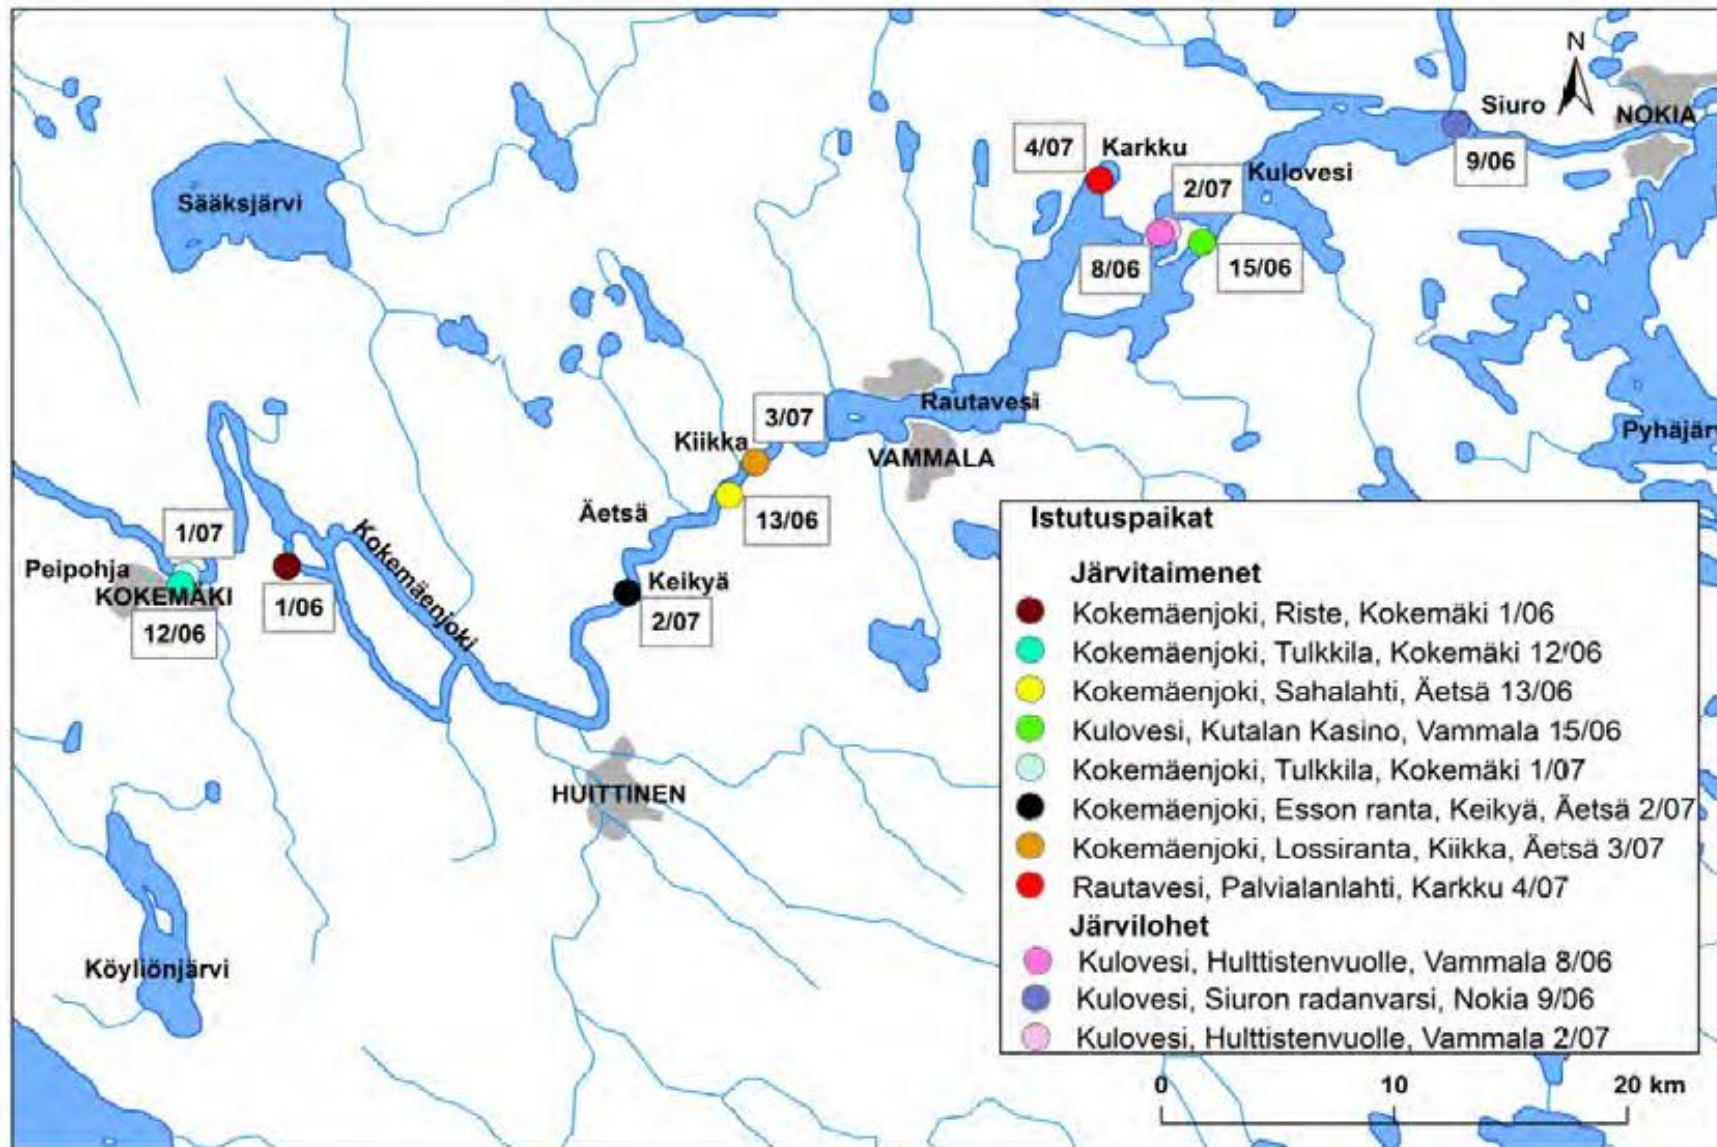 N
Siuro
NOKIA
4/07
Karkku
9/06
2/07
Kulovesi
Sääksjärvi
8/06
15/06
3/07
Rautavesi
Kiikka
VAMMALA
Pyhäjärv
Äetsä
13/06
1/07
Kokemäenjoki
Peipohja
KOKEMÄKI
1/06
Keikyä
12/06
2/07
HUITTINEN
Köyliönjärvi
Istutuspaikat
Järvitaimenet
Kokemäenjoki, Riste, Kokemäki 1/06
Kokemäenjoki, Tulkkila, Kokemäki 12/06
Kokemäenjoki, Sahalahti, Äetsä 13/06
Kulovesi, Kutalan Kasino, Vammala 15/06
Kokemäenjoki, Tulkkila, Kokemäki 1/07
Kokemäenjoki, Esson ranta, Keikyä, Äetsä 2/07
Kokemäenjoki, Lossiranta, Kiikka, Äetsä 3/07
Rautavesi, Palvialanlahti, Karkku 4/07
Järvilohet
Kulovesi, Hulttistenvuolle, Vammala 8/06
Kulovesi, Siuron radanvarsi, Nokia 9/06
Kulovesi, Hulttistenvuolle, Vammala 2/07
0 10 20 km